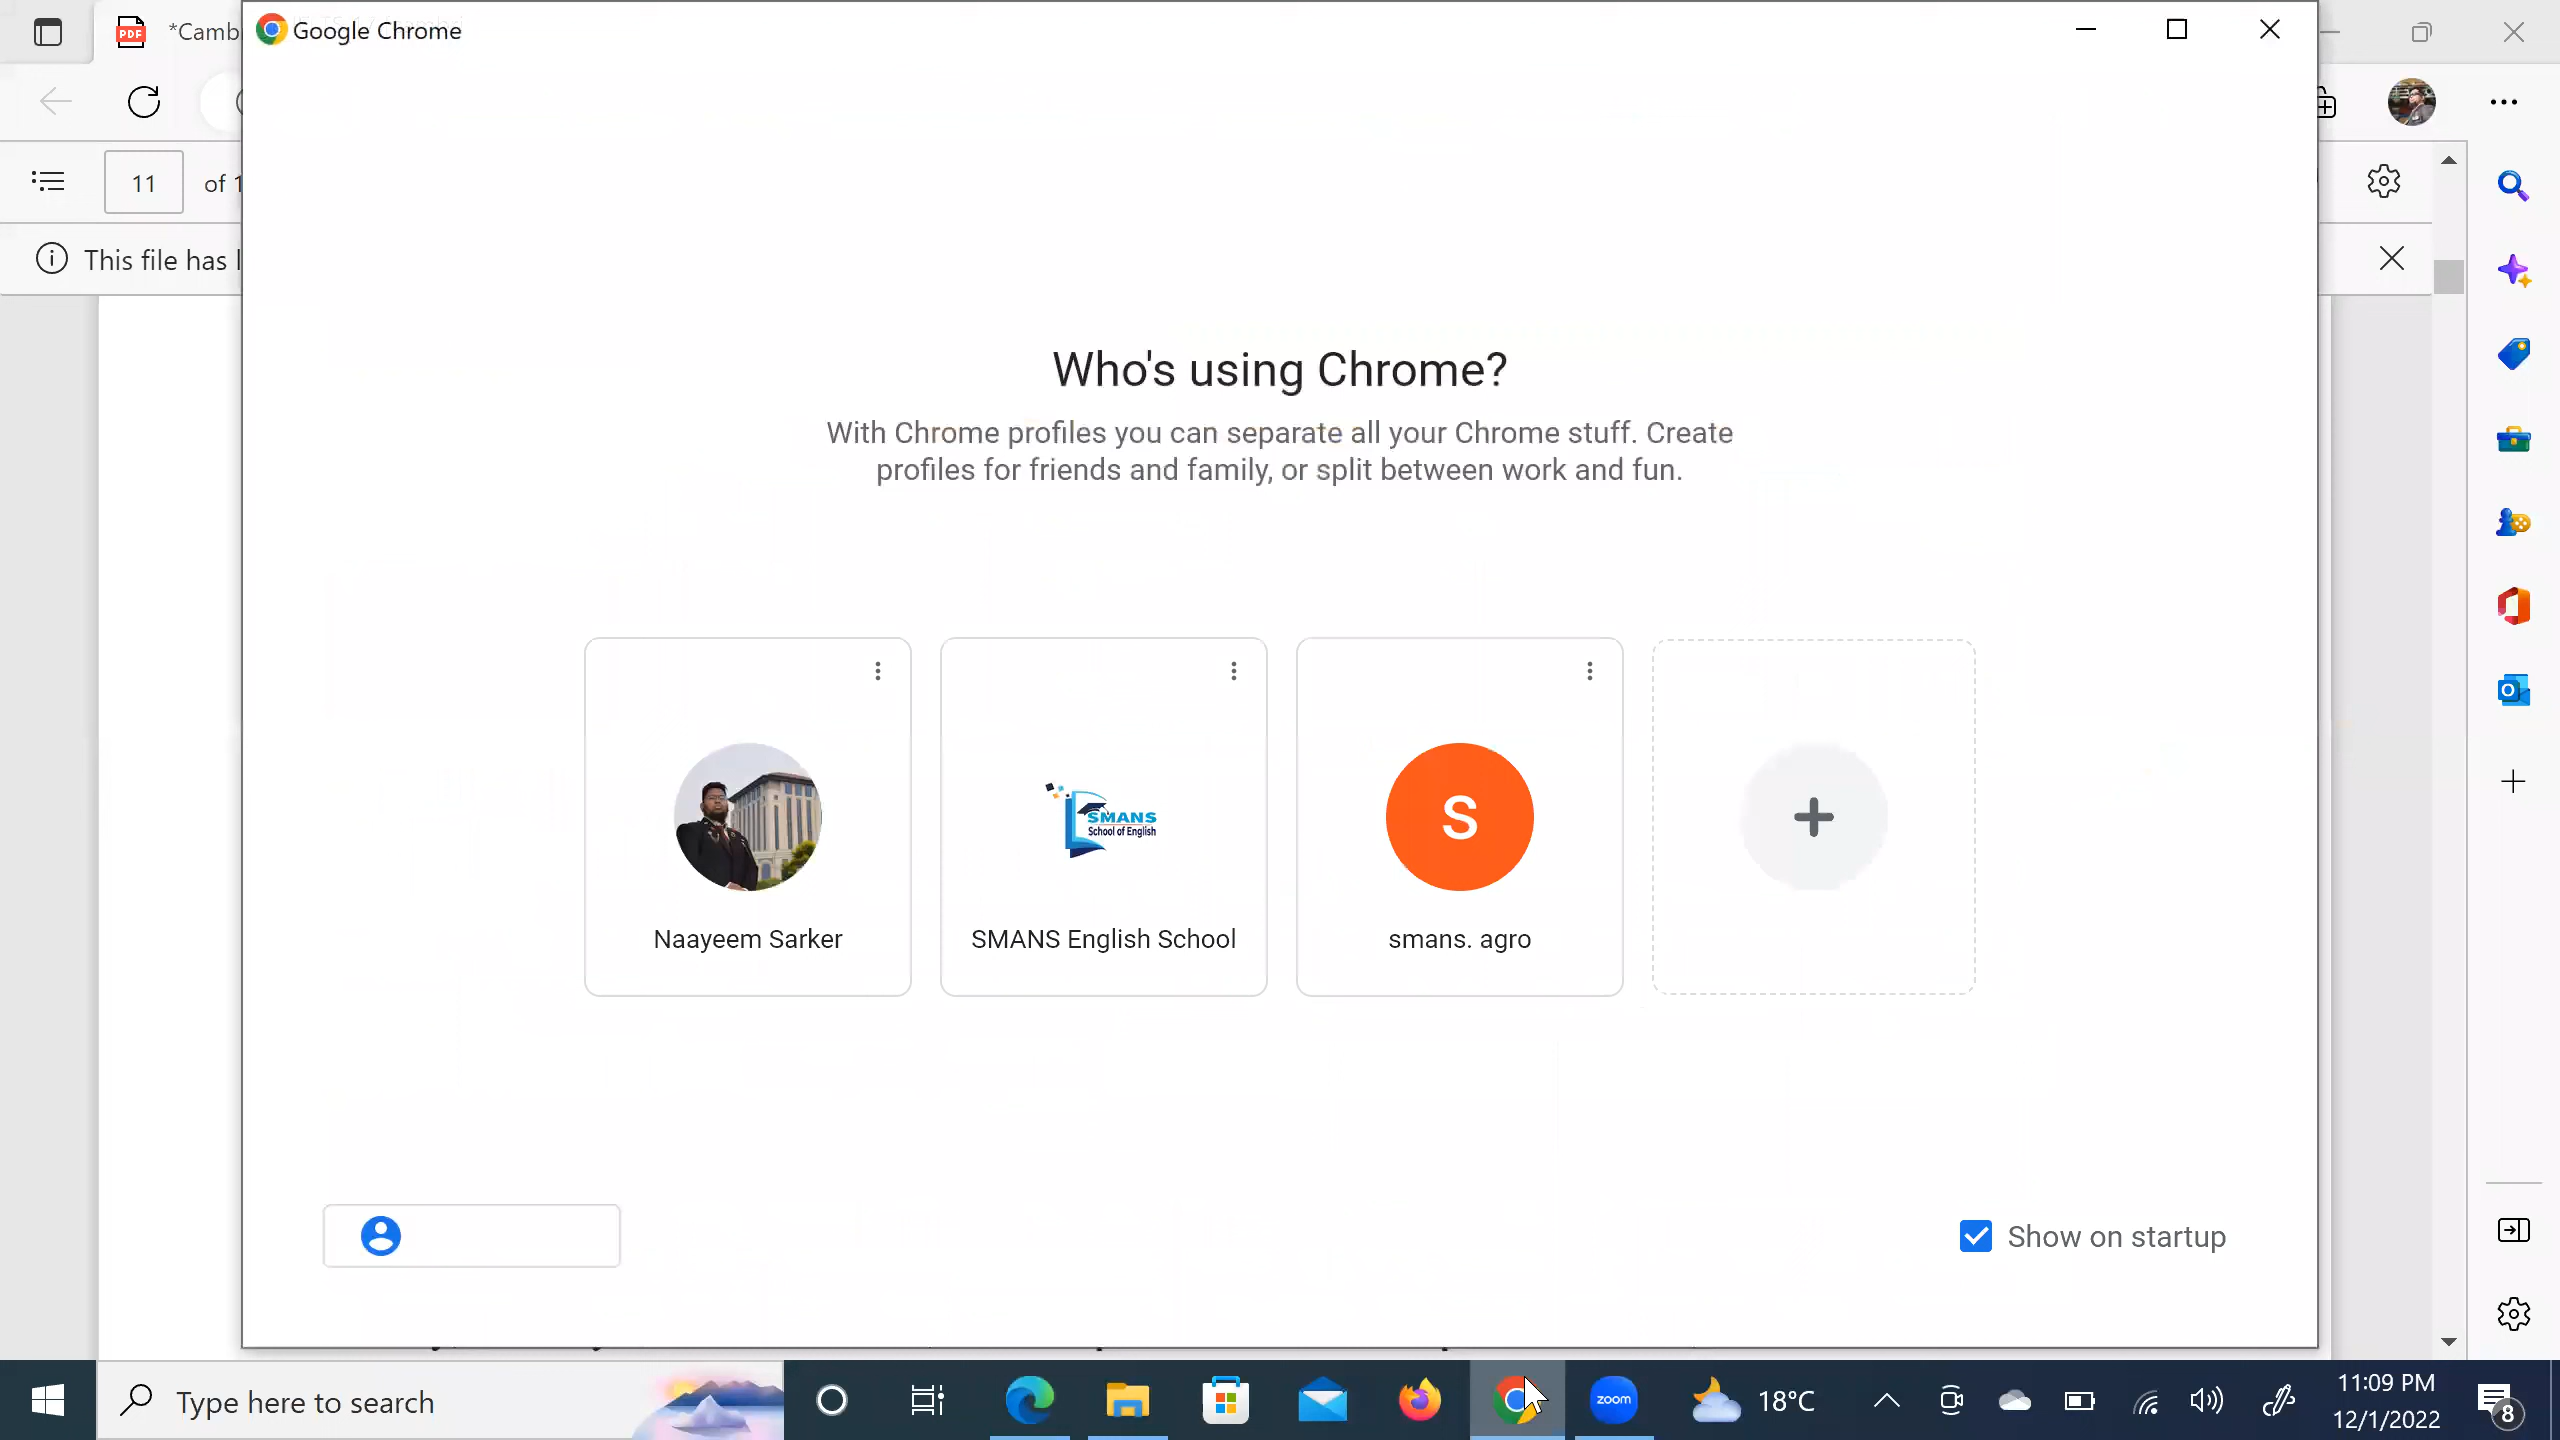 *Camb
Google Chrome
11
of 1
This file has l
Who's using Chrome?
With Chrome profiles you can separate all your Chrome stuff. Create
profiles for friends and family, or split between work and fun.
SMANS
School of English
S
Naayeem Sarker
SMANS English School
smans. agro
Show on startup
Type here to search
zoom
18°C
11:09 PM
12/1/2022
8